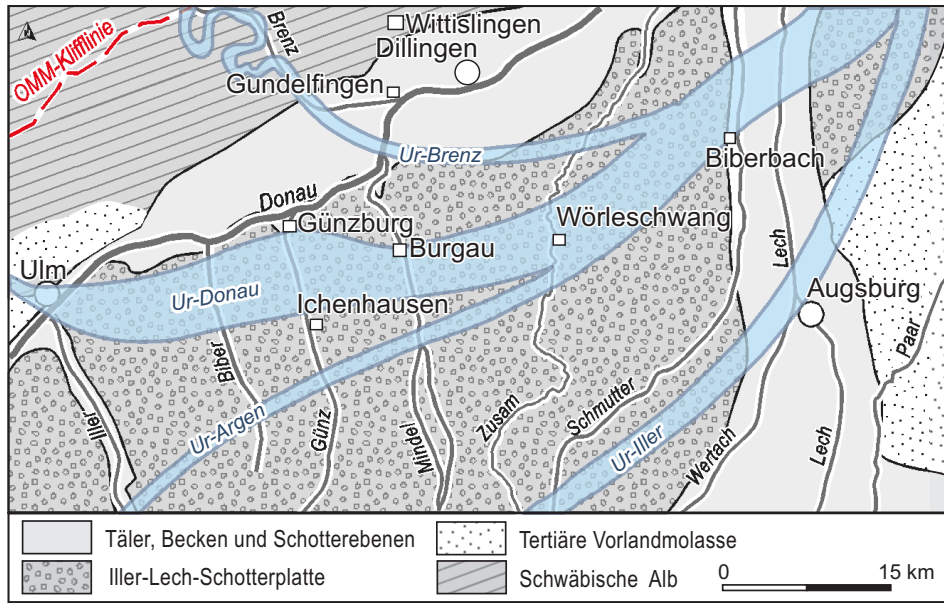 Brenz
Wittislingen
Dillingen
OMM-Klifflinie
Gundelfingen
Ur-Brenz
Biberbach
Donau
Günzburg
Wörleschwang
Burgau
Lech
Ulm
Ur-Donau
Ichenhausen
Augsburg
Paar
Biber
Iller
Ur-Argen
Günz
Mindel
Zusam
Schmutter
Ur-Iller
Wertach
Lech
Täler, Becken und Schotterebenen
Tertiäre Vorlandmolasse
Iller-Lech-Schotterplatte
Schwäbische Alb
0 15 km